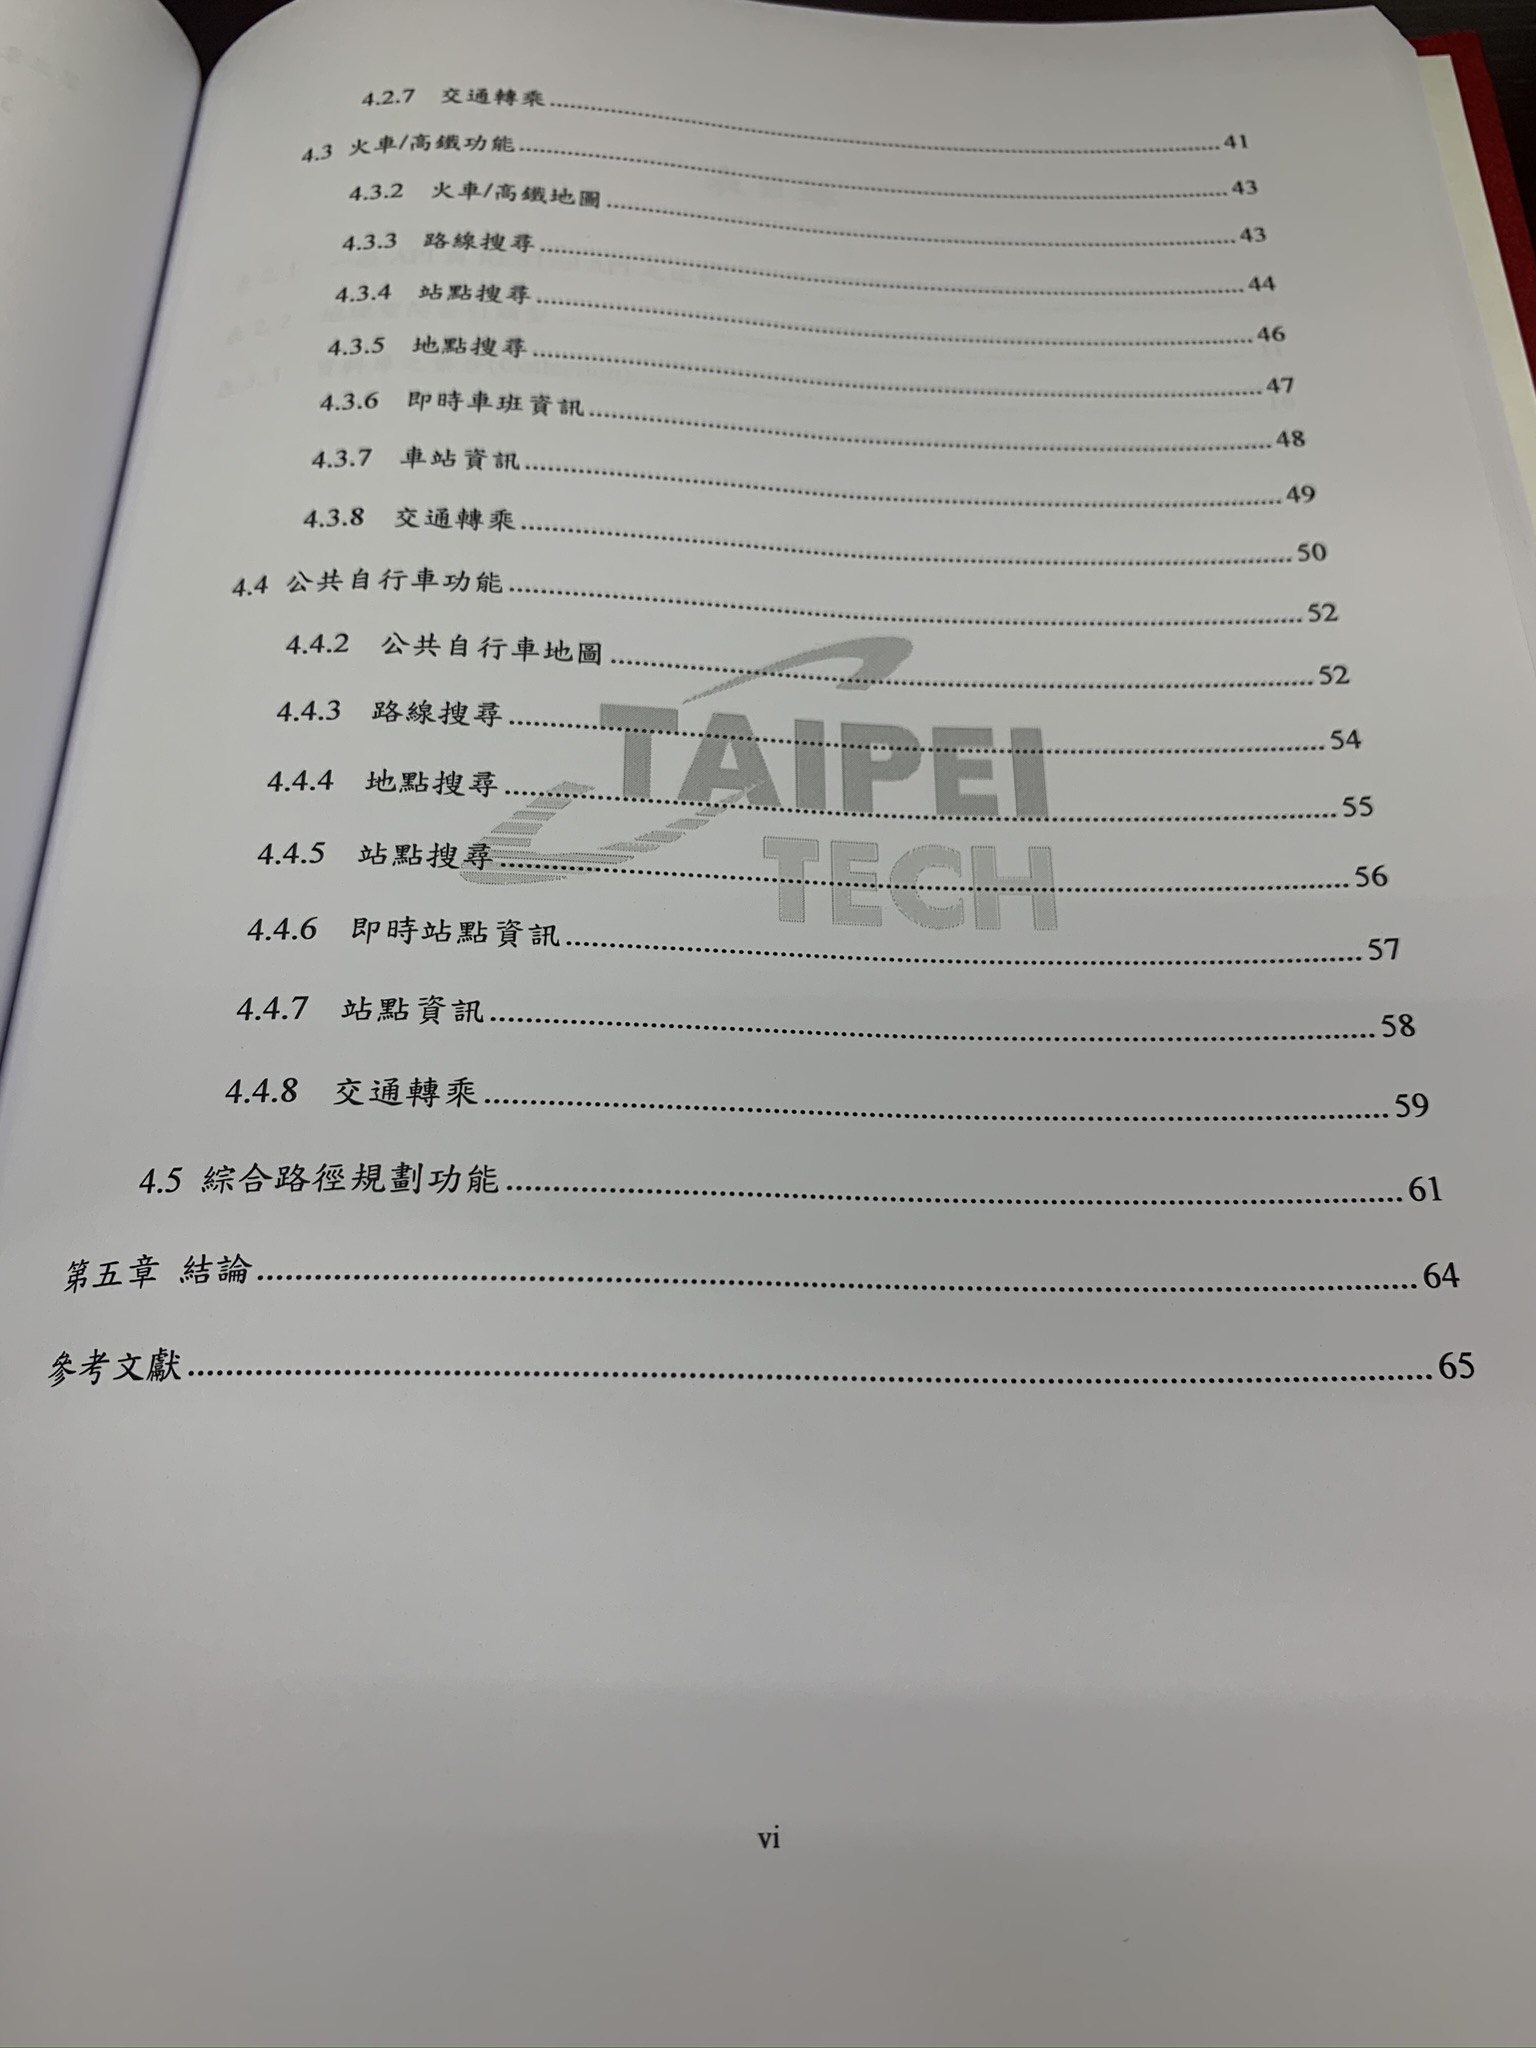 4.2.7 交通轉乘........................41
4.3 火車/高鐵功能........................43
4.3.2 火車/高鐵地圖........................43
4.3.3 路線搜尋........................44
4.3.4 站點搜尋........................46
4.3.5 地點搜尋........................47
4.3.6 即時車班資訊........................48
4.3.7 車站資訊........................49
4.3.8 交通轉乘........................50
4.4 公共自行車功能........................52
4.4.2 公共自行車地圖........................52
4.4.3 路線搜尋........................54
TAIPEI
4.4.4 地點搜尋........................55
4.4.5 站點搜尋........................56
TECH
4.4.6 即時站點資訊........................57
4.4.7 站點資訊........................58
4.4.8 交通轉乘........................59
4.5 綜合路徑規劃功能........................61
第五章 結論........................64
參考文獻........................65
vi